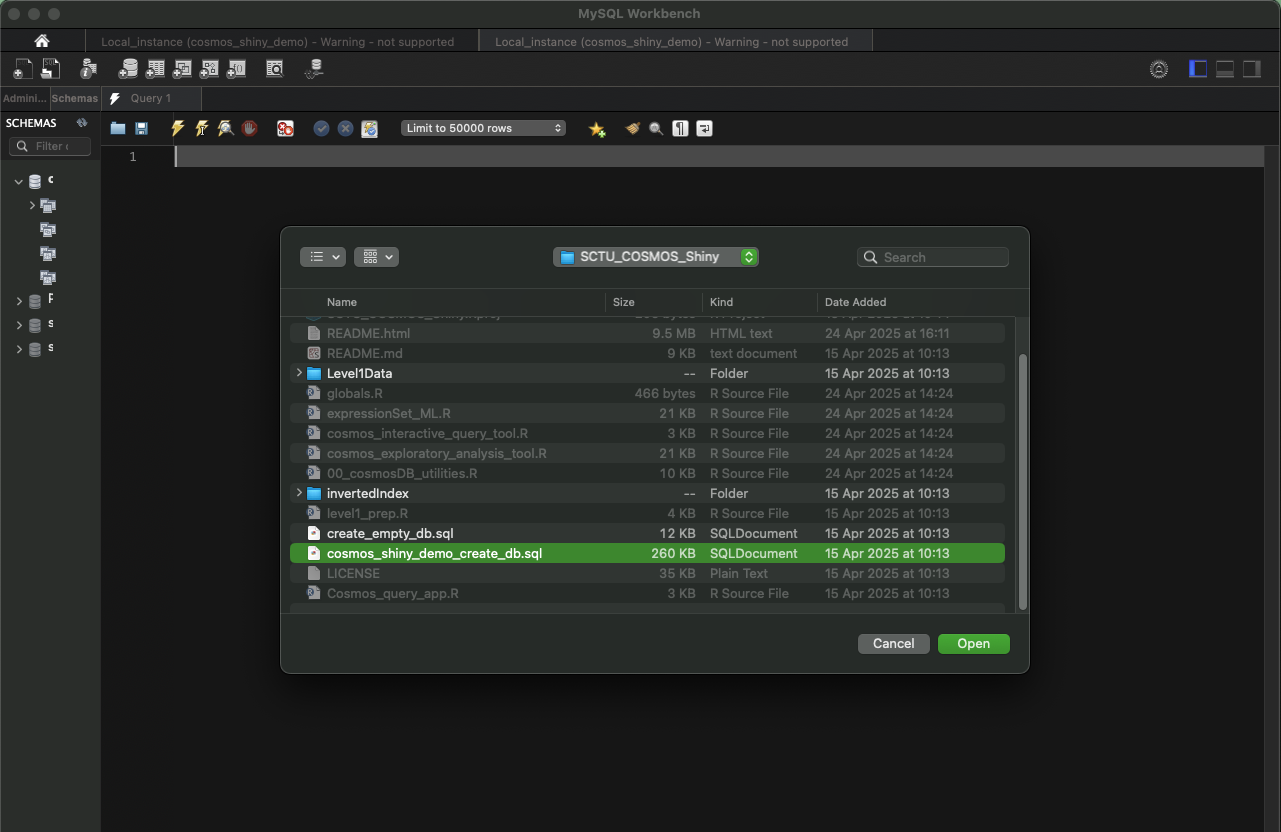 MySQL Workbench
Local_instance (cosmos_shiny_demo) - Warning - not supported
Local_instance (cosmos_shiny_demo) - Warning - not supported
Admini... Schemas Query 1
SCHEMAS
Limit to 50000 rows
Filter
1
SCTU_COSMOS_Shiny
Search
Name Size Kind Date Added
README.html 9.5 MB HTML text 24 Apr 2025 at 16:11
README.md 9 KB text document 15 Apr 2025 at 10:13
Level1Data -- Folder 15 Apr 2025 at 10:13
globals.R 466 bytes R Source File 24 Apr 2025 at 14:24
expressionSet_ML.R 21 KB R Source File 24 Apr 2025 at 14:24
cosmos_interactive_query_tool.R 3 KB R Source File 24 Apr 2025 at 14:24
cosmos_exploratory_analysis_tool.R 21 KB R Source File 24 Apr 2025 at 14:24
00_cosmosDB_utilities.R 10 KB R Source File 24 Apr 2025 at 14:24
invertedIndex -- Folder 15 Apr 2025 at 10:13
level1_prep.R 4 KB R Source File 15 Apr 2025 at 10:13
create_empty_db.sql 12 KB SQLDocument 15 Apr 2025 at 10:13
cosmos_shiny_demo_create_db.sql 260 KB SQLDocument 15 Apr 2025 at 10:13
LICENSE 35 KB Plain Text 15 Apr 2025 at 10:13
Cosmos_query_app.R 3 KB R Source File 15 Apr 2025 at 10:13
Cancel Open